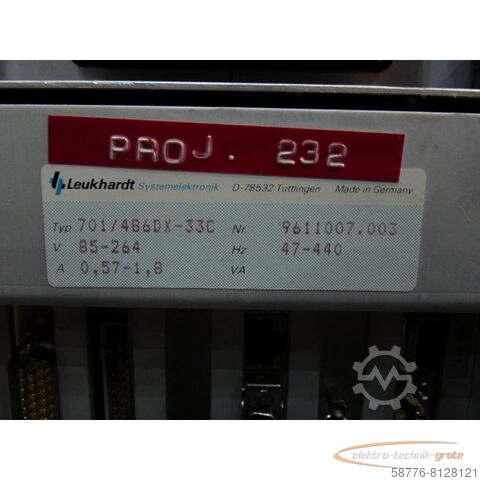 PROJ. 232
Leukhardt Systemelektronik D-78532 Tuttlingen Made in Germany
Typ 701/486DX-33C Nr. 9611007.003
V 85-264 Hz 47-440
A 0,57-1,8 VA
elektro-technik-grote
58776-8128121